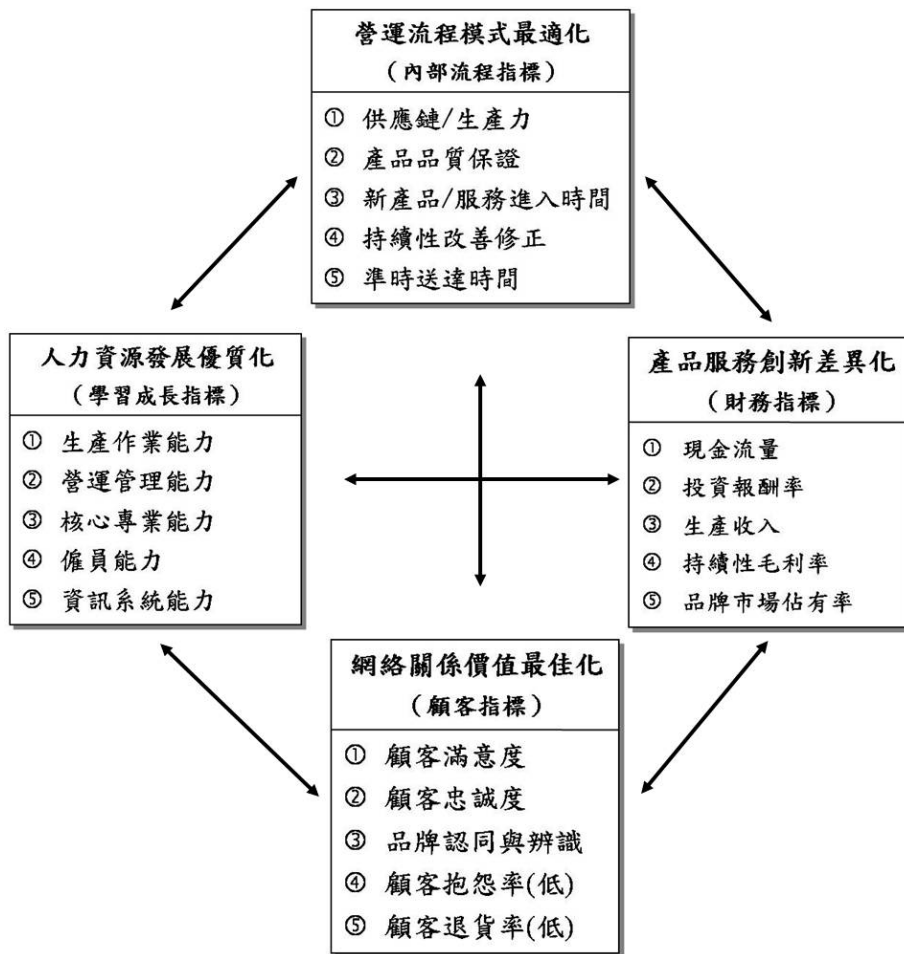 營運流程模式最適化
(內部流程指標)
① 供應鏈/生產力
② 產品品質保證
③ 新產品/服務進入時間
④ 持續性改善修正
⑤ 準時送達時間
人力資源發展優質化
(學習成長指標)
① 生產作業能力
② 營運管理能力
③ 核心專業能力
④ 僱員能力
⑤ 資訊系統能力
產品服務創新差異化
(財務指標)
① 現金流量
② 投資報酬率
③ 生產收入
④ 持續性毛利率
⑤ 品牌市場佔有率
網絡關係價值最佳化
(顧客指標)
① 顧客滿意度
② 顧客忠誠度
③ 品牌認同與辨識
④ 顧客抱怨率(低)
⑤ 顧客退貨率(低)